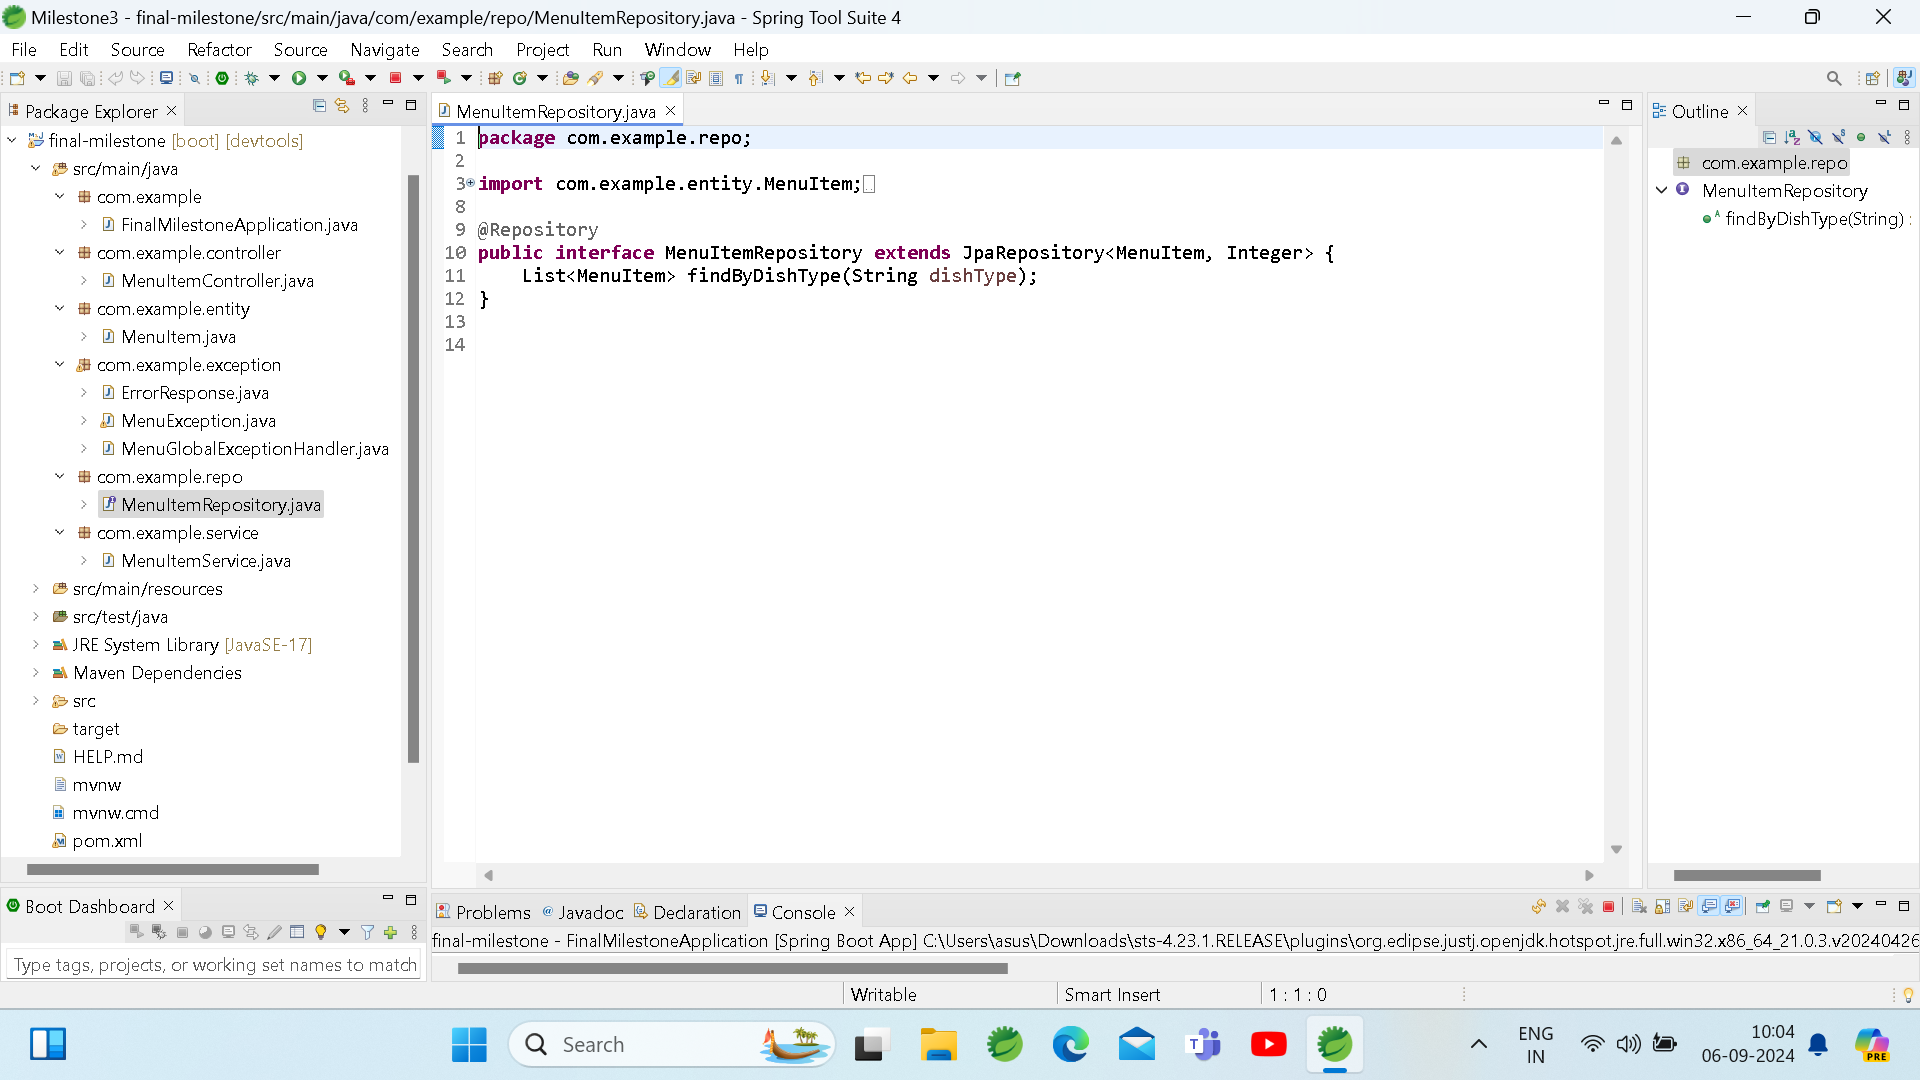 Milestone3 - final-milestone/src/main/java/com/example/repo/MenuItemRepository.java - Spring Tool Suite 4
File Edit Source Refactor Source Navigate Search Project Run Window Help
Package Explorer
final-milestone [boot] [devtools]
src/main/java
com.example
FinalMilestoneApplication.java
com.example.controller
MenuItemController.java
com.example.entity
MenuItem.java
com.example.exception
ErrorResponse.java
MenuException.java
MenuGlobalExceptionHandler.java
com.example.repo
MenuItemRepository.java
com.example.service
MenuItemService.java
src/main/resources
src/test/java
JRE System Library [JavaSE-17]
Maven Dependencies
src
target
HELP.md
mvnw
mvnw.cmd
pom.xml
Boot Dashboard
Type tags, projects, or working set names to match
MenuItemRepository.java
1 package com.example.repo;
2
3 import com.example.entity.MenuItem;
8
9 @Repository
10 public interface MenuItemRepository extends JpaRepository<MenuItem, Integer> {
11 List<MenuItem> findByDishType(String dishType);
12 }
13
14
Outline
com.example.repo
MenuItemRepository
findByDishType(String) :
Problems Javadoc Declaration Console
final-milestone - FinalMilestoneApplication [Spring Boot App] C:\Users\asus\Downloads\sts-4.23.1.RELEASE\plugins\org.eclipse.justj.openjdk.hotspot.jre.full.win32.x86_64_21.0.3.v20240426
Writable Smart Insert 1 : 1 : 0
Search
ENG
IN
10:04
06-09-2024
PRE